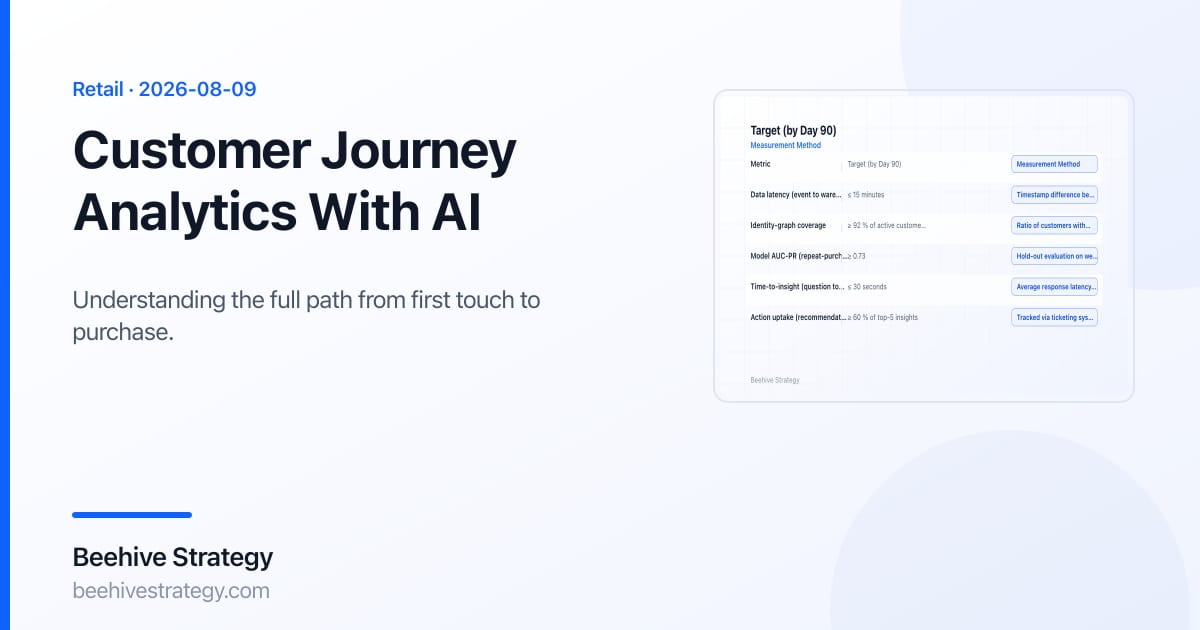 Retail · 2026-08-09
Customer Journey
Analytics With AI
Understanding the full path from first touch to
purchase.
Beehive Strategy
beehivestrategy.com
Target (by Day 90)
Measurement Method
Metric Target (by Day 90) Measurement Method
Data latency (event to ware... ≤ 15 minutes Timestamp difference be...
Identity-graph coverage ≥ 92 % of active custome... Ratio of customers with...
Model AUC-PR (repeat-purch... ≥ 0.73 Hold-out evaluation on we...
Time-to-insight (question to... ≤ 30 seconds Average response latency...
Action uptake (recommendat... ≥ 60 % of top-5 insights Tracked via ticketing sys...
Beehive Strategy